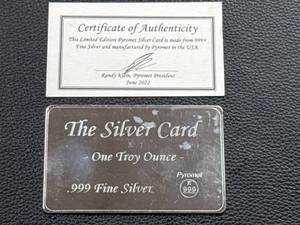 Certificate of Authenticity
This Limited Edition Pyromet Silver Card is made from 999+
Fine Silver and manufactured by Pyromet in the U.S.A.
Randy Klein, Pyromet President
June 2022
The Silver Card
- One Troy Ounce -
.999 Fine Silver
Pyromet
999